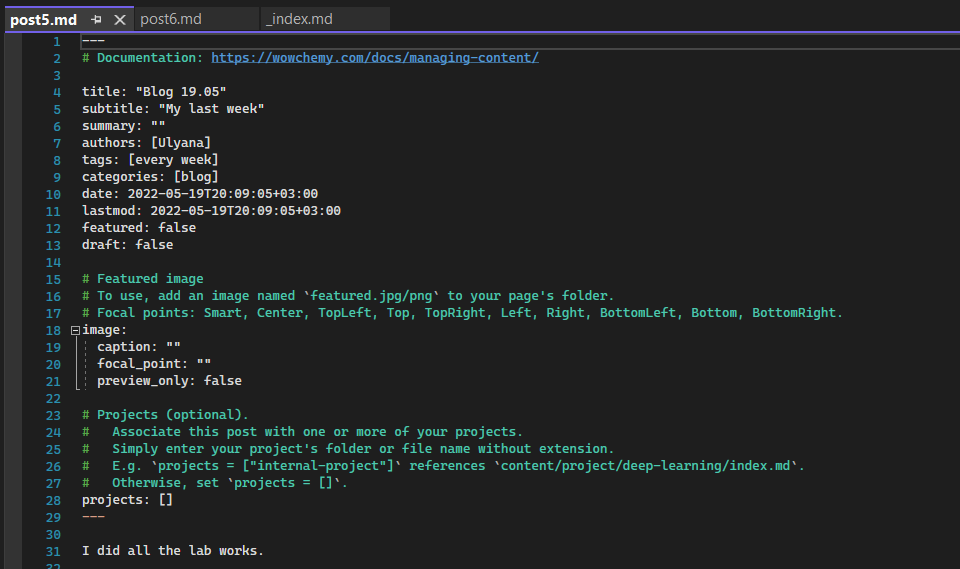 post5.md
post6.md
_index.md
1 ---
2 # Documentation: https://wowchemy.com/docs/managing-content/
3
4 title: "Blog 19.05"
5 subtitle: "My last week"
6 summary: ""
7 authors: [Ulyana]
8 tags: [every week]
9 categories: [blog]
10 date: 2022-05-19T20:09:05+03:00
11 lastmod: 2022-05-19T20:09:05+03:00
12 featured: false
13 draft: false
14
15 # Featured image
16 # To use, add an image named `featured.jpg/png` to your page's folder.
17 # Focal points: Smart, Center, TopLeft, Top, TopRight, Left, Right, BottomLeft, Bottom, BottomRight.
18 image:
19   caption: ""
20   focal_point: ""
21   preview_only: false
22
23 # Projects (optional).
24 #   Associate this post with one or more of your projects.
25 #   Simply enter your project's folder or file name without extension.
26 #   E.g. `projects = ["internal-project"]` references `content/project/deep-learning/index.md`.
27 #   Otherwise, set `projects = []`.
28 projects: []
29 ---
30
31 I did all the lab works.
32